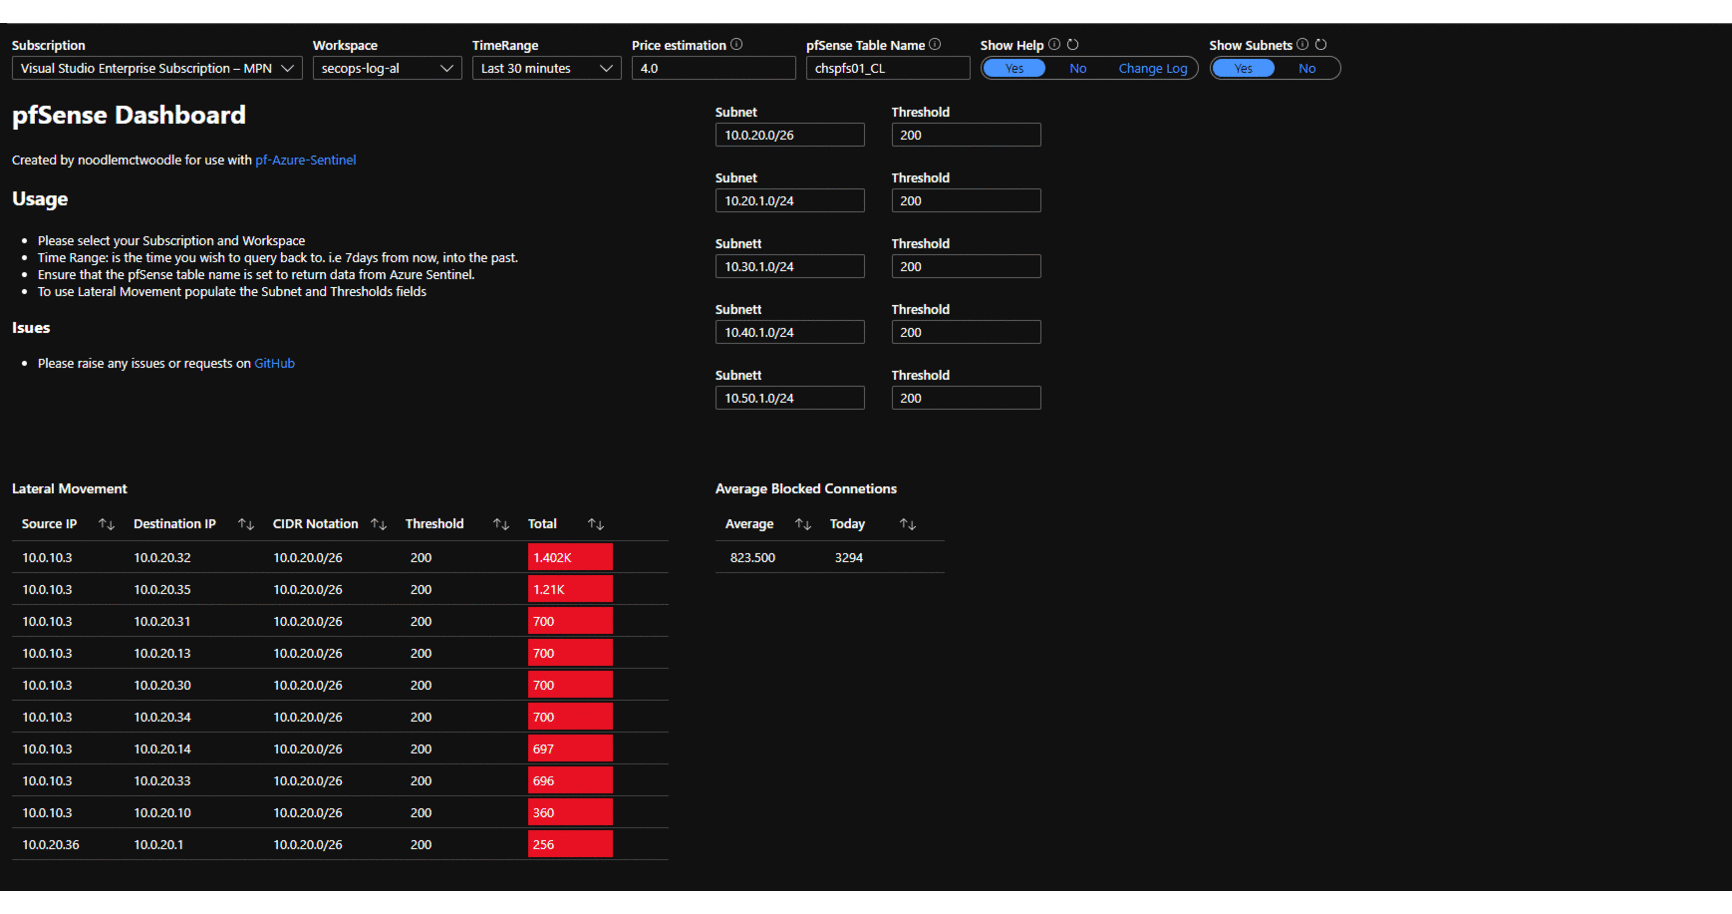 Subscription Workspace TimeRange Price estimation pfSense Table Name Show Help Show Subnets
Visual Studio Enterprise Subscription – MPN secops-log-al Last 30 minutes 4.0 chspfs01_CL Yes No Change Log Yes No
pfSense Dashboard
Created by noodlemctwoodle for use with pf-Azure-Sentinel
Usage
• Please select your Subscription and Workspace
• Time Range: is the time you wish to query back to. i.e 7days from now, into the past.
• Ensure that the pfSense table name is set to return data from Azure Sentinel.
• To use Lateral Movement populate the Subnet and Thresholds fields
Isues
• Please raise any issues or requests on GitHub
Subnet Threshold
10.0.20.0/26 200
Subnet Threshold
10.20.1.0/24 200
Subnett Threshold
10.30.1.0/24 200
Subnett Threshold
10.40.1.0/24 200
Subnett Threshold
10.50.1.0/24 200
Lateral Movement
Source IP Destination IP CIDR Notation Threshold Total
10.0.10.3 10.0.20.32 10.0.20.0/26 200 1.402K
10.0.10.3 10.0.20.35 10.0.20.0/26 200 1.21K
10.0.10.3 10.0.20.31 10.0.20.0/26 200 700
10.0.10.3 10.0.20.13 10.0.20.0/26 200 700
10.0.10.3 10.0.20.30 10.0.20.0/26 200 700
10.0.10.3 10.0.20.34 10.0.20.0/26 200 700
10.0.10.3 10.0.20.14 10.0.20.0/26 200 697
10.0.10.3 10.0.20.33 10.0.20.0/26 200 696
10.0.10.3 10.0.20.10 10.0.20.0/26 200 360
10.0.20.36 10.0.20.1 10.0.20.0/26 200 256
Average Blocked Connetions
Average Today
823.500 3294